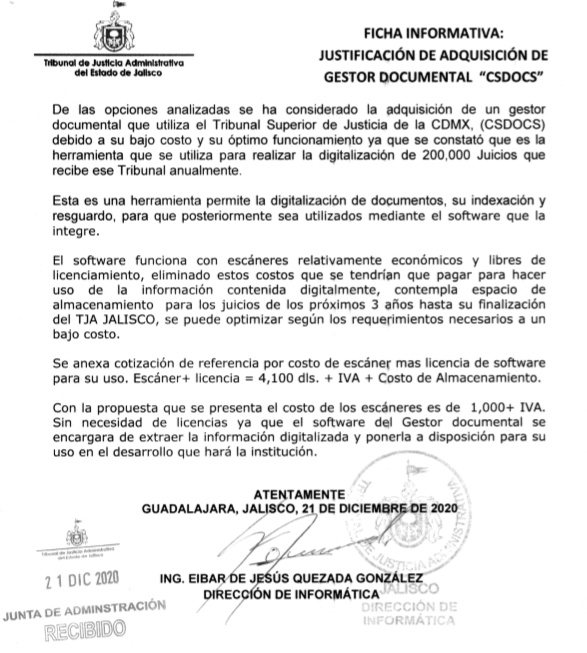 Tribunal de Justicia Administrativa
del Estado de Jalisco
FICHA INFORMATIVA:
JUSTIFICACIÓN DE ADQUISICIÓN DE
GESTOR DOCUMENTAL “CSDOCS”
De las opciones analizadas se ha considerado la adquisición de un gestor
documental que utiliza el Tribunal Superior de Justicia de la CDMX, (CSDOCS)
debido a su bajo costo y su óptimo funcionamiento ya que se constató que es la
herramienta que se utiliza para realizar la digitalización de 200,000 Juicios que
recibe ese Tribunal anualmente.
Esta es una herramienta permite la digitalización de documentos, su indexación y
resguardo, para que posteriormente sea utilizados mediante el software que la
integre.
El software funciona con escáneres relativamente económicos y libres de
licenciamiento, eliminado estos costos que se tendrían que pagar para hacer
uso de la información contenida digitalmente, contempla espacio de
almacenamiento para los juicios de los próximos 3 años hasta su finalización
del TJA JALISCO, se puede optimizar según los requerimientos necesarios a un
bajo costo.
Se anexa cotización de referencia por costo de escáner mas licencia de software
para su uso. Escáner+ licencia = 4,100 dls. + IVA + Costo de Almacenamiento.
Con la propuesta que se presenta el costo de los escáneres es de 1,000+ IVA.
Sin necesidad de licencias ya que el software del Gestor documental se
encargara de extraer la información digitalizada y ponerla a disposición para su
uso en el desarrollo que hará la institución.
ATENTAMENTE
GUADALAJARA, JALISCO, 21 DE DICIEMBRE DE 2020
Tribunal de Justicia Administrativa
del Estado de Jalisco
21 DIC 2020
JUNTA DE ADMINSTRACIÓN
RECIBIDO
ING. EIBAR DE JESÚS QUEZADA GONZÁLEZ
DIRECCIÓN DE INFORMÁTICA
JALISCO
DIRECCIÓN DE
INFORMÁTICA